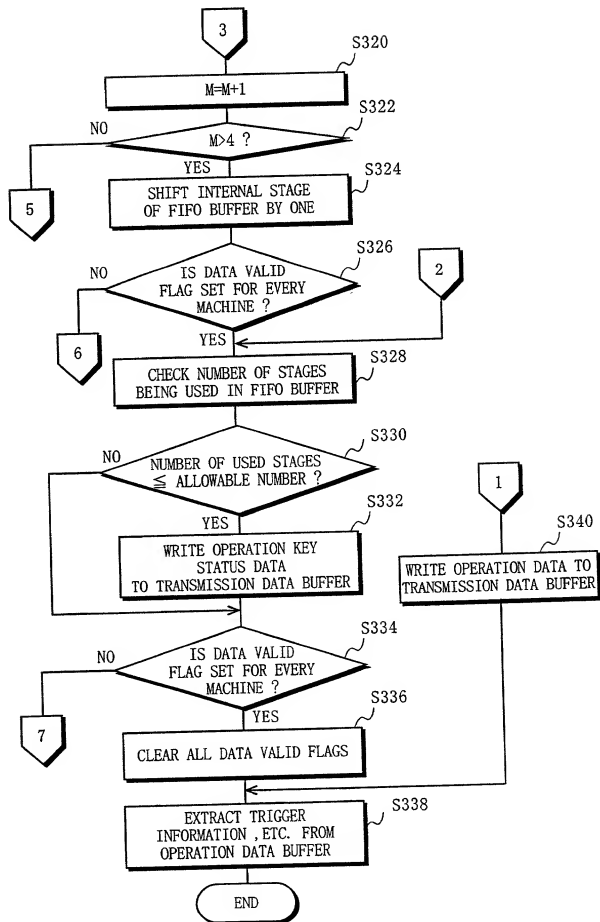 3
S320
M=M+1
S322
NO
M>4 ?
YES
S324
5
SHIFT INTERNAL STAGE
OF FIFO BUFFER BY ONE
S326
NO
IS DATA VALID
FLAG SET FOR EVERY
MACHINE ?
2
6
YES
S328
CHECK NUMBER OF STAGES
BEING USED IN FIFO BUFFER
S330
NO
NUMBER OF USED STAGES
≦ ALLOWABLE NUMBER ?
1
YES
S332
WRITE OPERATION KEY
STATUS DATA
TO TRANSMISSION DATA BUFFER
S340
WRITE OPERATION DATA TO
TRANSMISSION DATA BUFFER
S334
NO
IS DATA VALID
FLAG SET FOR EVERY
MACHINE ?
7
YES
S336
CLEAR ALL DATA VALID FLAGS
S338
EXTRACT TRIGGER
INFORMATION ,ETC. FROM
OPERATION DATA BUFFER
END